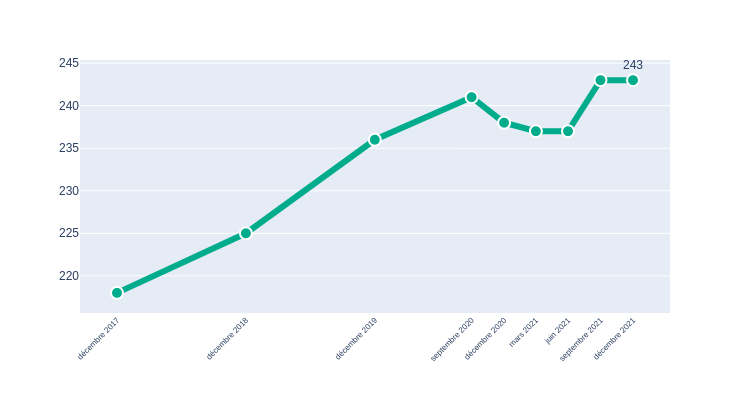 245
240
235
230
225
220
243
décembre 2017
décembre 2018
décembre 2019
septembre 2020
décembre 2020
mars 2021
juin 2021
septembre 2021
décembre 2021